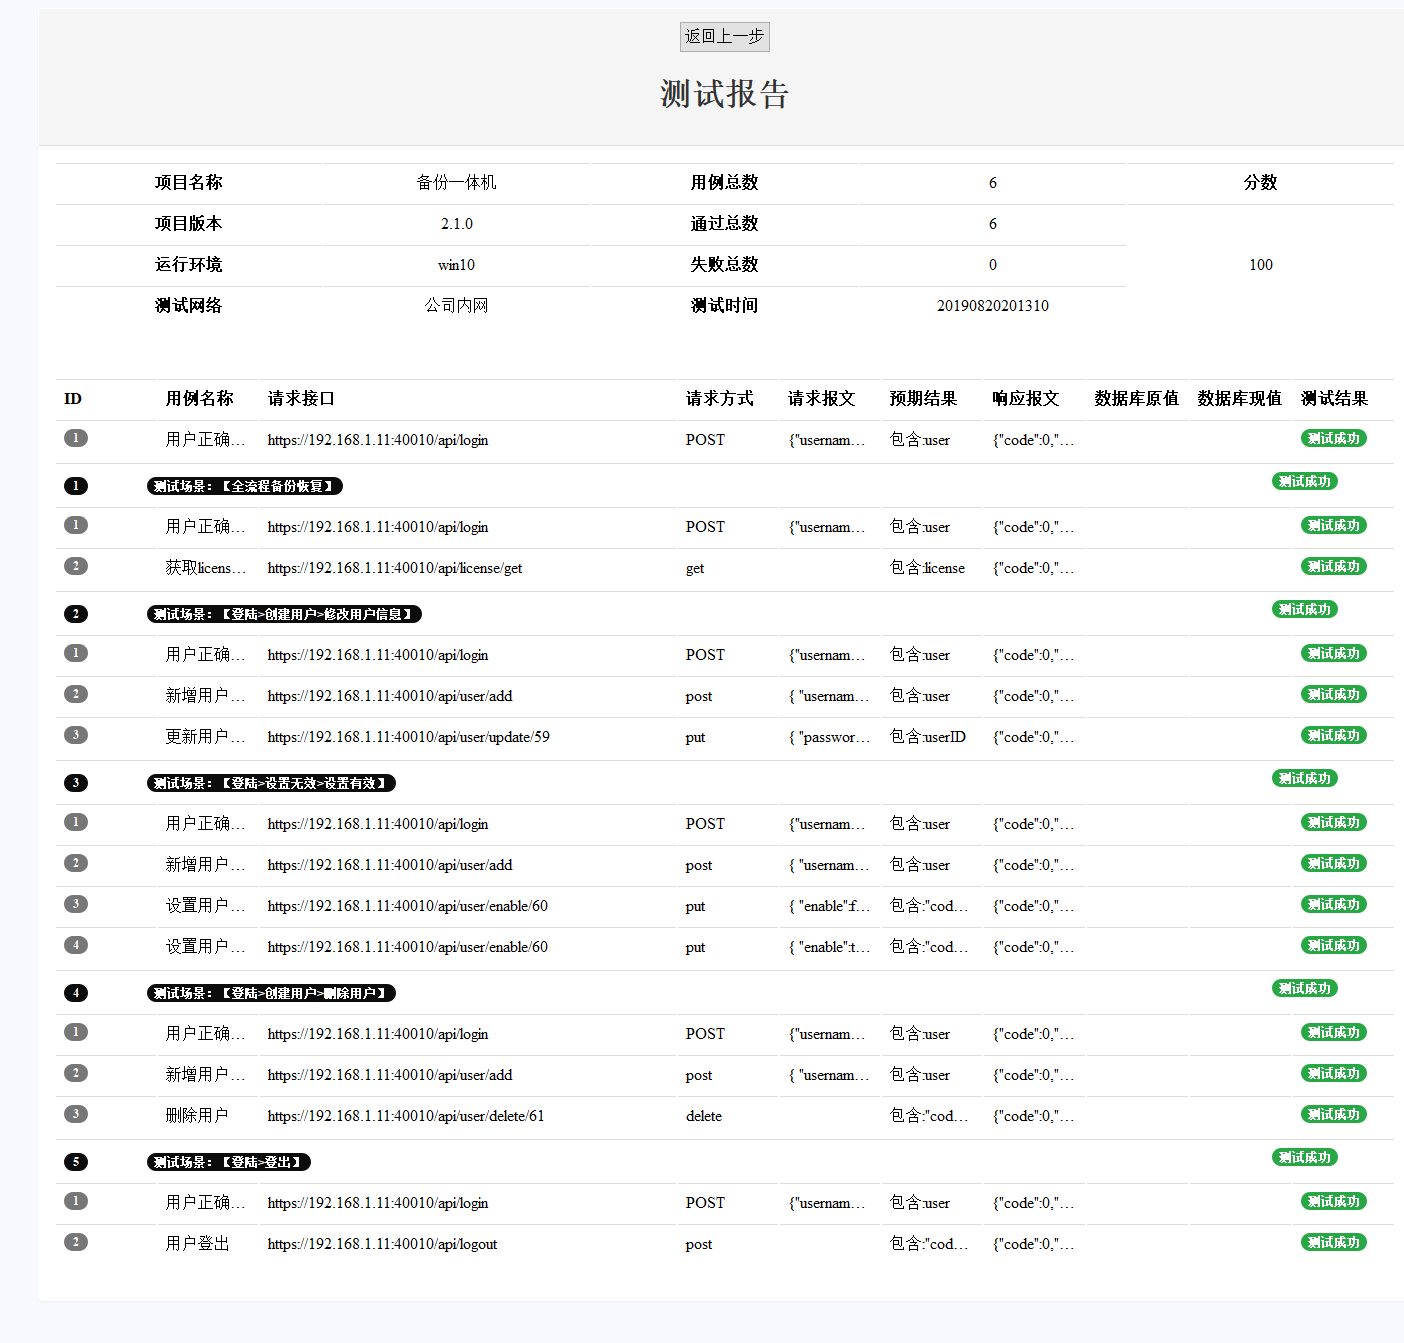 返回上一步
测试报告
项目名称 备份一体机 用例总数 6 分数
项目版本 2.1.0 通过总数 6
运行环境 win10 失败总数 0 100
测试网络 公司内网 测试时间 20190820201310
ID 用例名称 请求接口 请求方式 请求报文 预期结果 响应报文 数据库原值 数据库现值 测试结果
1 用户正确… https://192.168.1.11:40010/api/login POST {"usernam… 包含:user {"code":0,"… 测试成功
1 测试场景：【全流程备份恢复】 测试成功
1 用户正确… https://192.168.1.11:40010/api/login POST {"usernam… 包含:user {"code":0,"… 测试成功
2 获取licens… https://192.168.1.11:40010/api/license/get get 包含:license {"code":0,"… 测试成功
2 测试场景：【登陆>创建用户>修改用户信息】 测试成功
1 用户正确… https://192.168.1.11:40010/api/login POST {"usernam… 包含:user {"code":0,"… 测试成功
2 新增用户… https://192.168.1.11:40010/api/user/add post { "usernam… 包含:user {"code":0,"… 测试成功
3 更新用户… https://192.168.1.11:40010/api/user/update/59 put { "passwor… 包含:userID {"code":0,"… 测试成功
3 测试场景：【登陆>设置无效>设置有效】 测试成功
1 用户正确… https://192.168.1.11:40010/api/login POST {"usernam… 包含:user {"code":0,"… 测试成功
2 新增用户… https://192.168.1.11:40010/api/user/add post { "usernam… 包含:user {"code":0,"… 测试成功
3 设置用户… https://192.168.1.11:40010/api/user/enable/60 put { "enable":f… 包含:"cod… {"code":0,"… 测试成功
4 设置用户… https://192.168.1.11:40010/api/user/enable/60 put { "enable":t… 包含:"cod… {"code":0,"… 测试成功
4 测试场景：【登陆>创建用户>删除用户】 测试成功
1 用户正确… https://192.168.1.11:40010/api/login POST {"usernam… 包含:user {"code":0,"… 测试成功
2 新增用户… https://192.168.1.11:40010/api/user/add post { "usernam… 包含:user {"code":0,"… 测试成功
3 删除用户 https://192.168.1.11:40010/api/user/delete/61 delete 包含:"cod… {"code":0,"… 测试成功
5 测试场景：【登陆>登出】 测试成功
1 用户正确… https://192.168.1.11:40010/api/login POST {"usernam… 包含:user {"code":0,"… 测试成功
2 用户登出 https://192.168.1.11:40010/api/logout post 包含:"cod… {"code":0,"… 测试成功